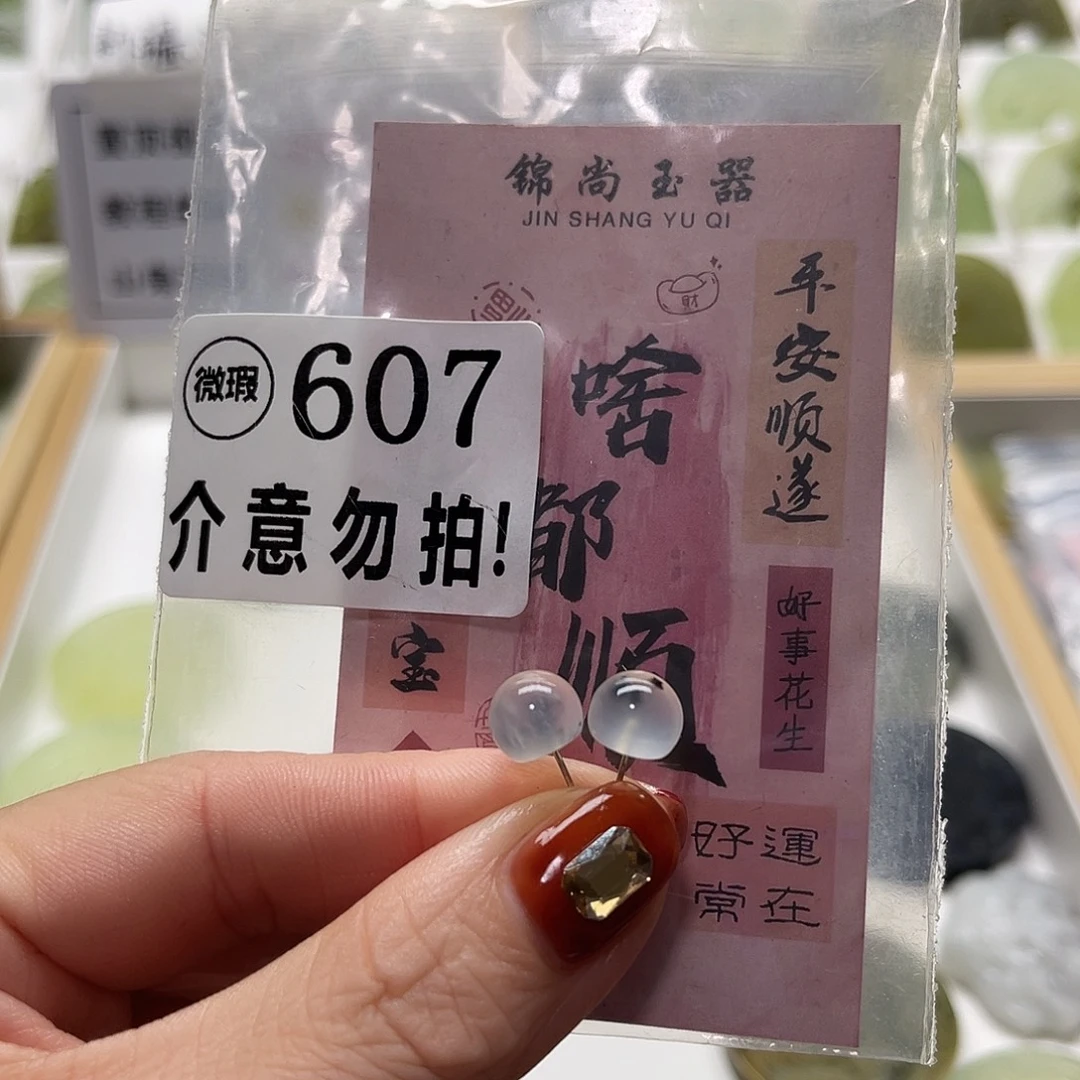 锦尚玉器
JIN SHANG YU QI
财
平安顺遂
啥都顺
微瑕 607
介意勿拍!
好事花生
宝
好運
常在